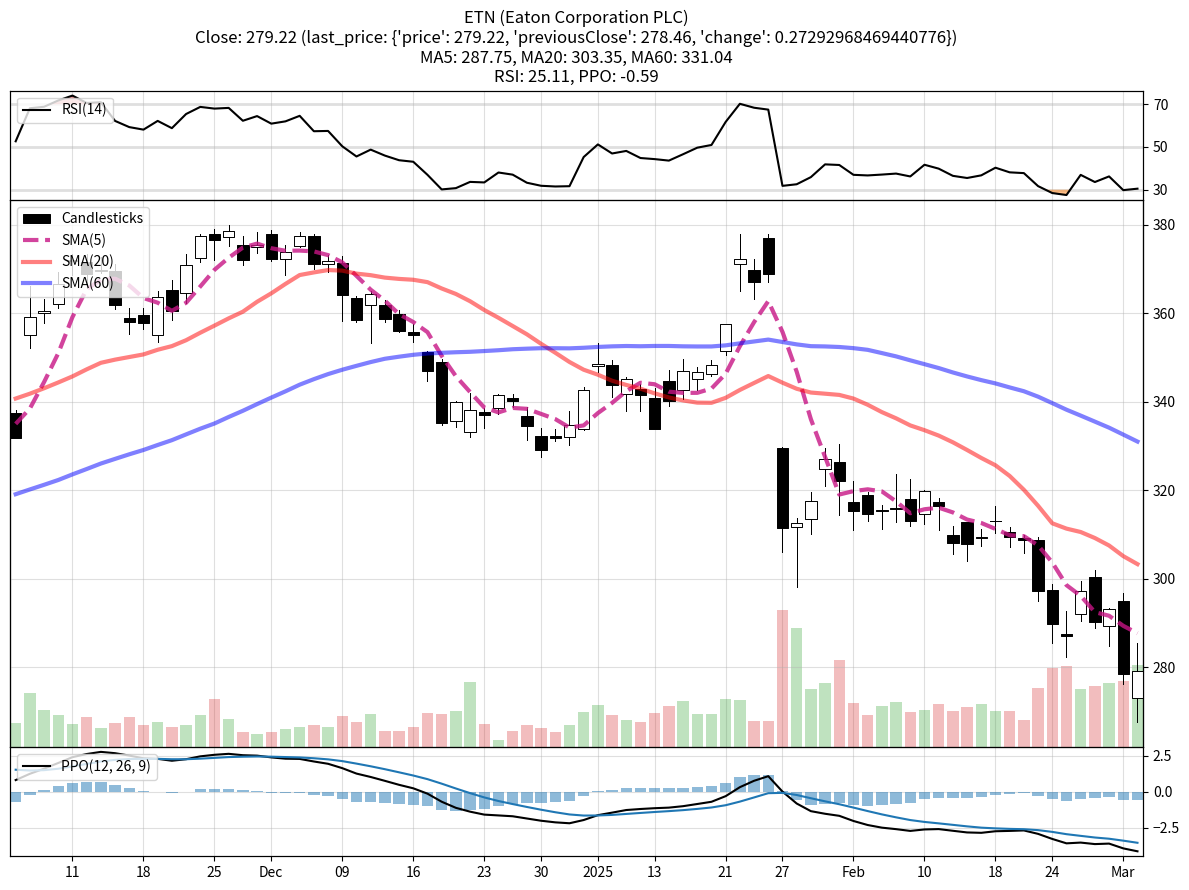 ETN (Eaton Corporation PLC)
Close: 279.22 (last_price: {'price': 279.22, 'previousClose': 278.46, 'change': 0.27292968469440776})
MA5: 287.75, MA20: 303.35, MA60: 331.04
RSI: 25.11, PPO: -0.59
RSI(14)
70
50
30
Candlesticks
SMA(5)
SMA(20)
SMA(60)
380
360
340
320
300
280
PPO(12, 26, 9)
2.5
0.0
−2.5
11 18 25 Dec 09 16 23 30 2025 13 21 27 Feb 10 18 24 Mar